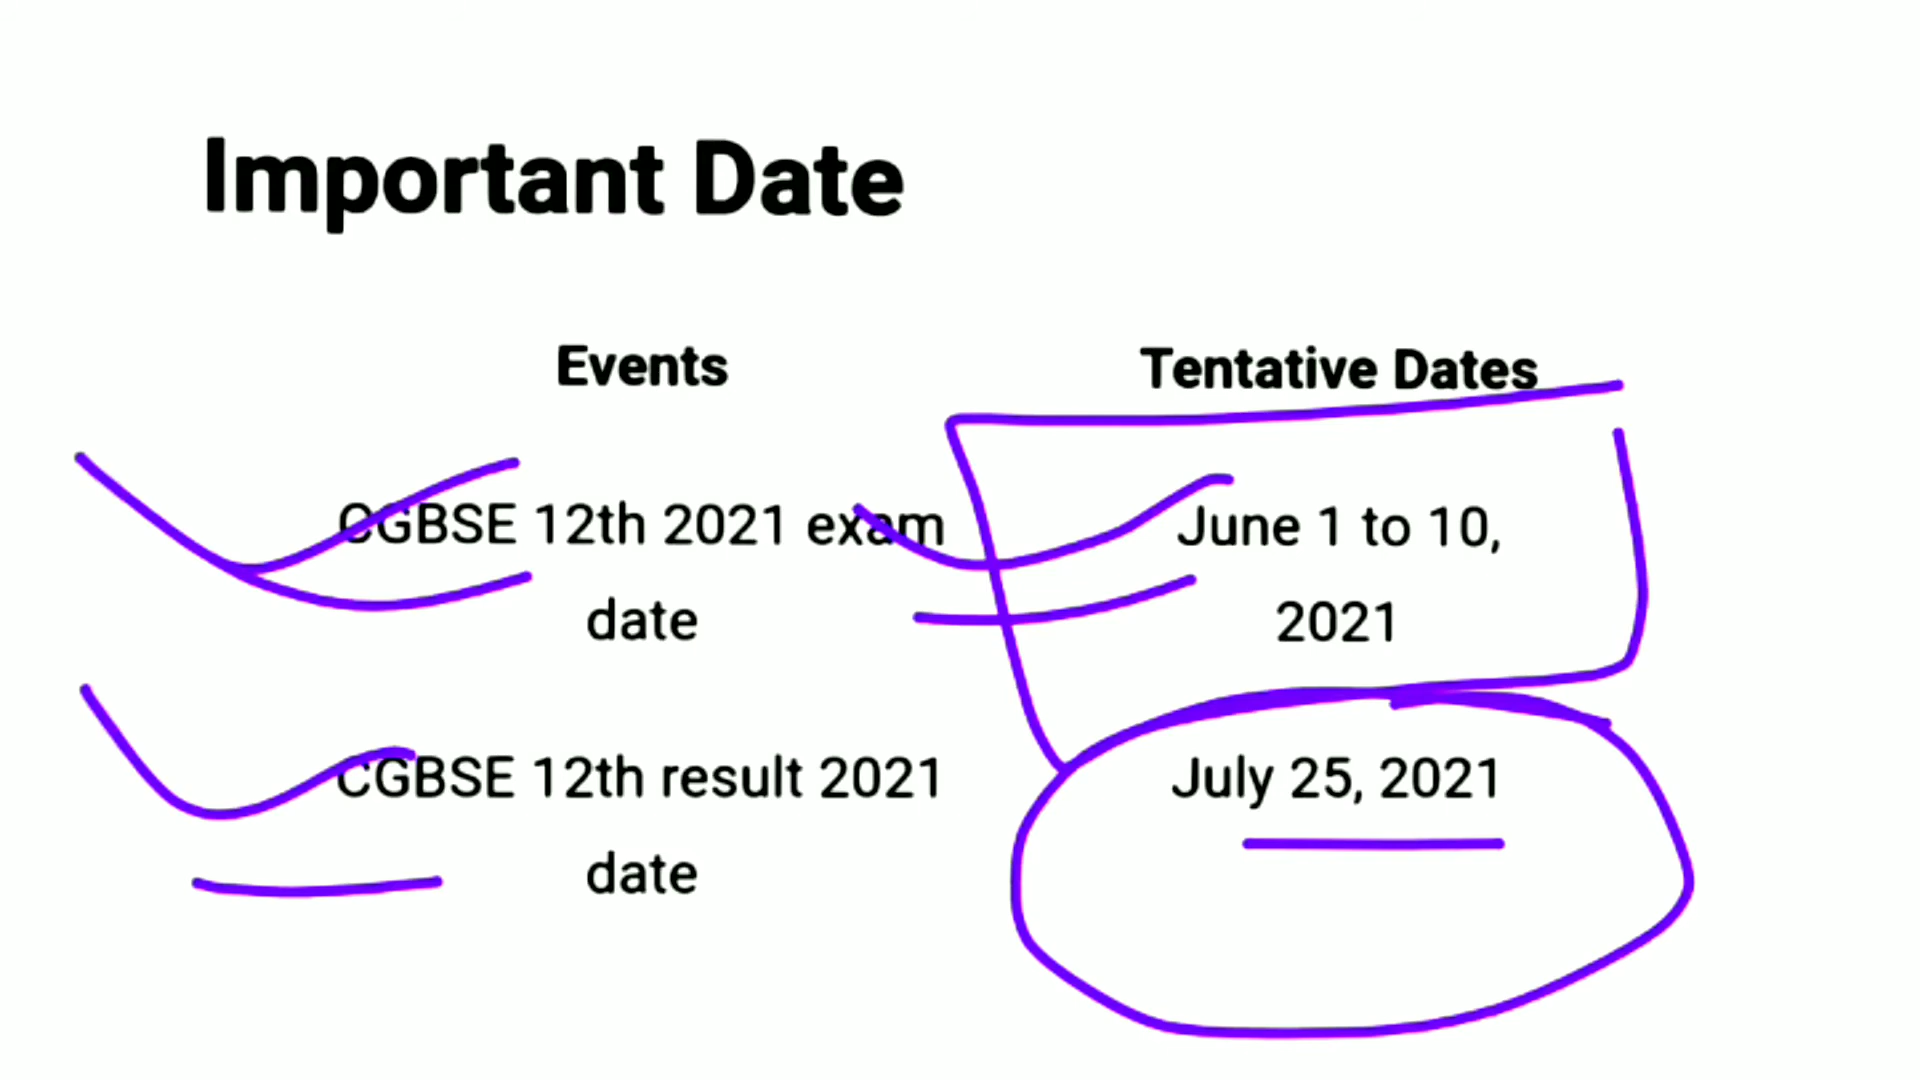 Important Date
Events Tentative Dates
CGBSE 12th 2021 exam June 1 to 10,
date 2021
CGBSE 12th result 2021 July 25, 2021
date